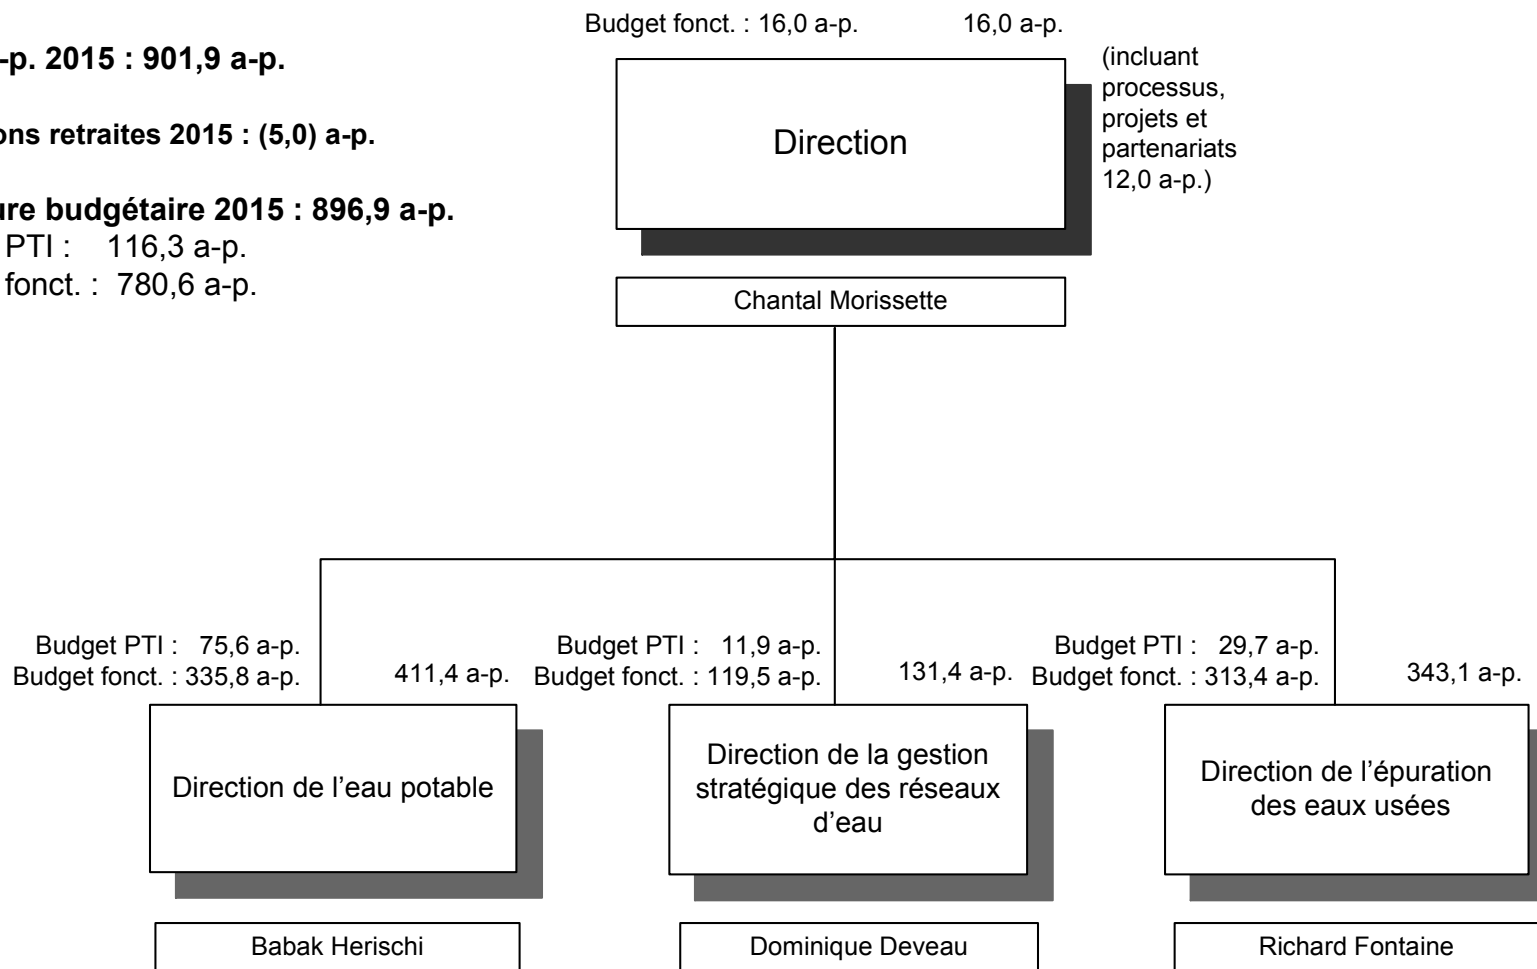 Budget fonct. : 16,0 a-p. 16,0 a-p.
-p. 2015 : 901,9 a-p.
ons retraites 2015 : (5,0) a-p.
ure budgétaire 2015 : 896,9 a-p.
PTI : 116,3 a-p.
fonct. : 780,6 a-p.
Direction
(incluant
processus,
projets et
partenariats
12,0 a-p.)
Chantal Morissette
Budget PTI : 75,6 a-p.
Budget fonct. : 335,8 a-p.
411,4 a-p.
Direction de l’eau potable
Babak Herischi
Budget PTI : 11,9 a-p.
Budget fonct. : 119,5 a-p.
131,4 a-p.
Direction de la gestion
stratégique des réseaux
d’eau
Dominique Deveau
Budget PTI : 29,7 a-p.
Budget fonct. : 313,4 a-p.
343,1 a-p.
Direction de l’épuration
des eaux usées
Richard Fontaine